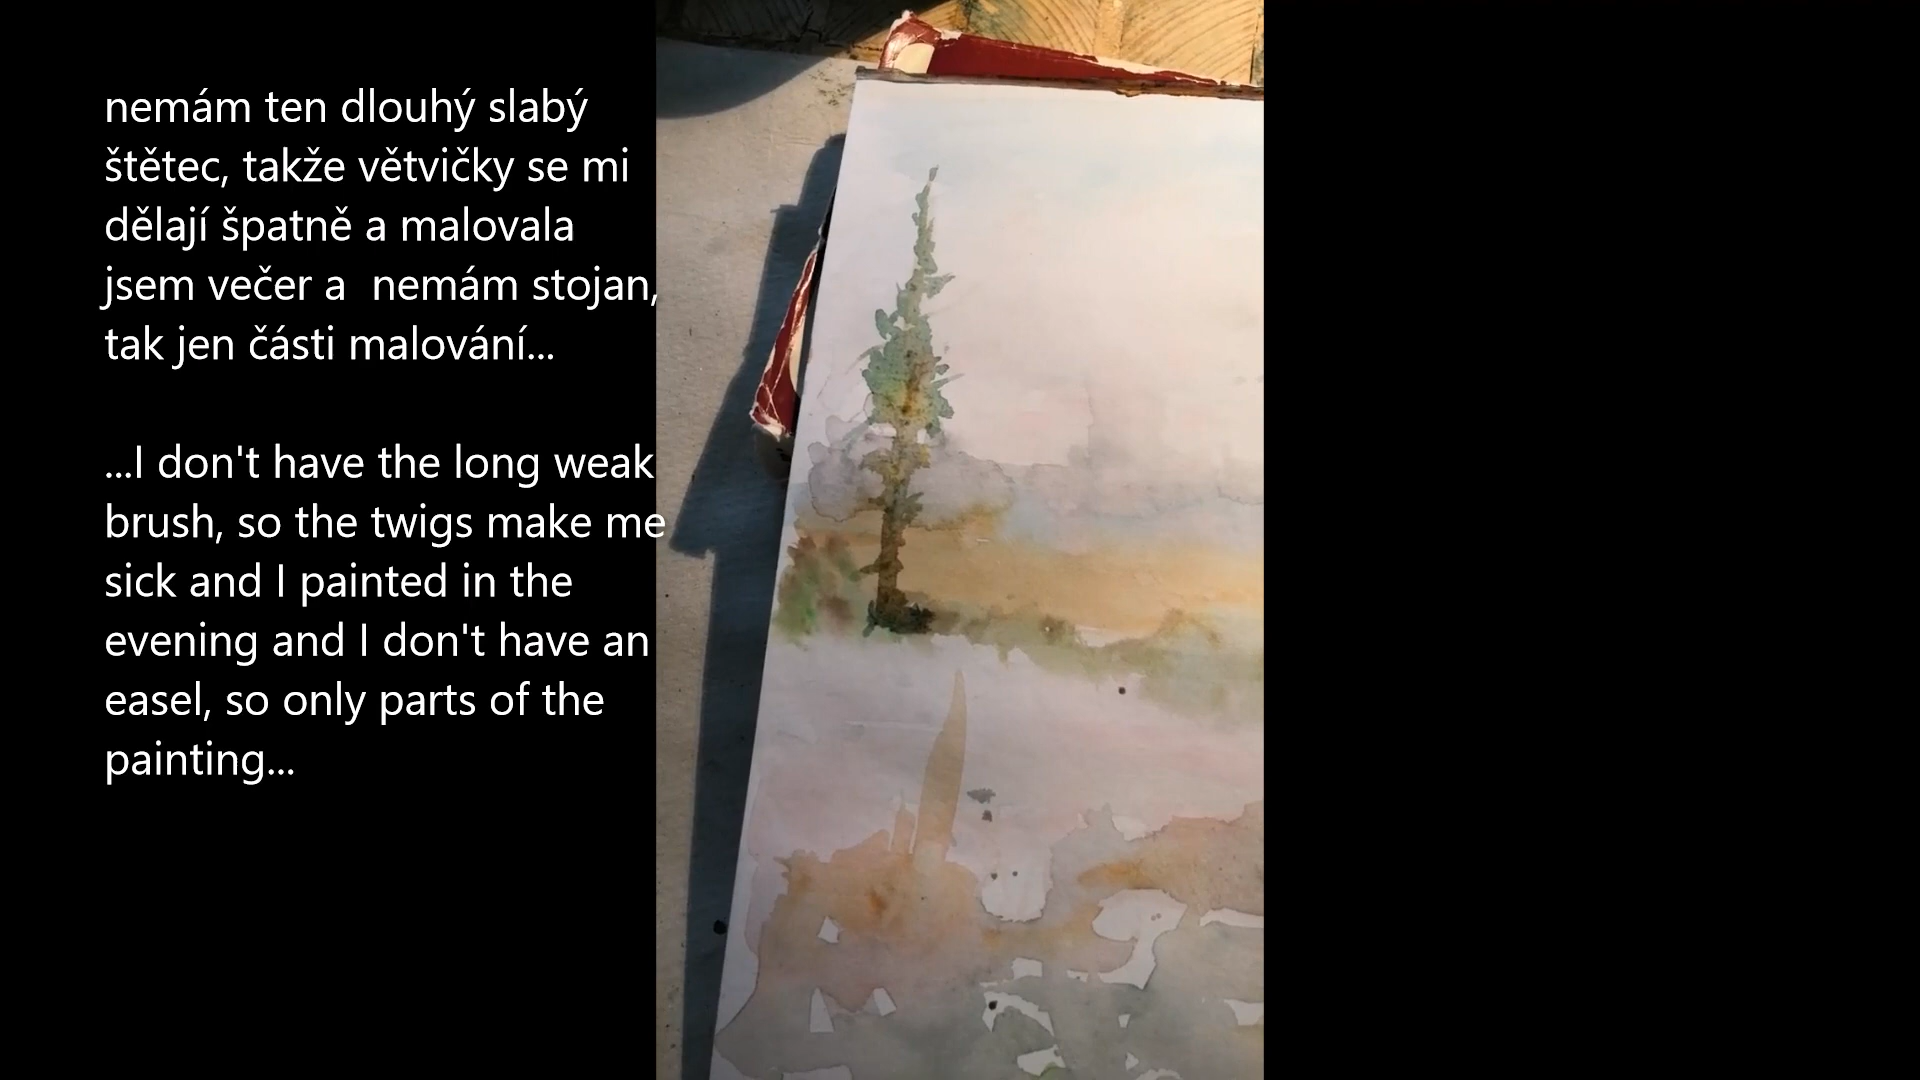 nemám ten dlouhý slabý
štětec, takže větvičky se mi
dělají špatně a malovala
jsem večer a  nemám stojan,
tak jen části malování...
...I don't have the long weak
brush, so the twigs make me
sick and I painted in the
evening and I don't have an
easel, so only parts of the
painting...